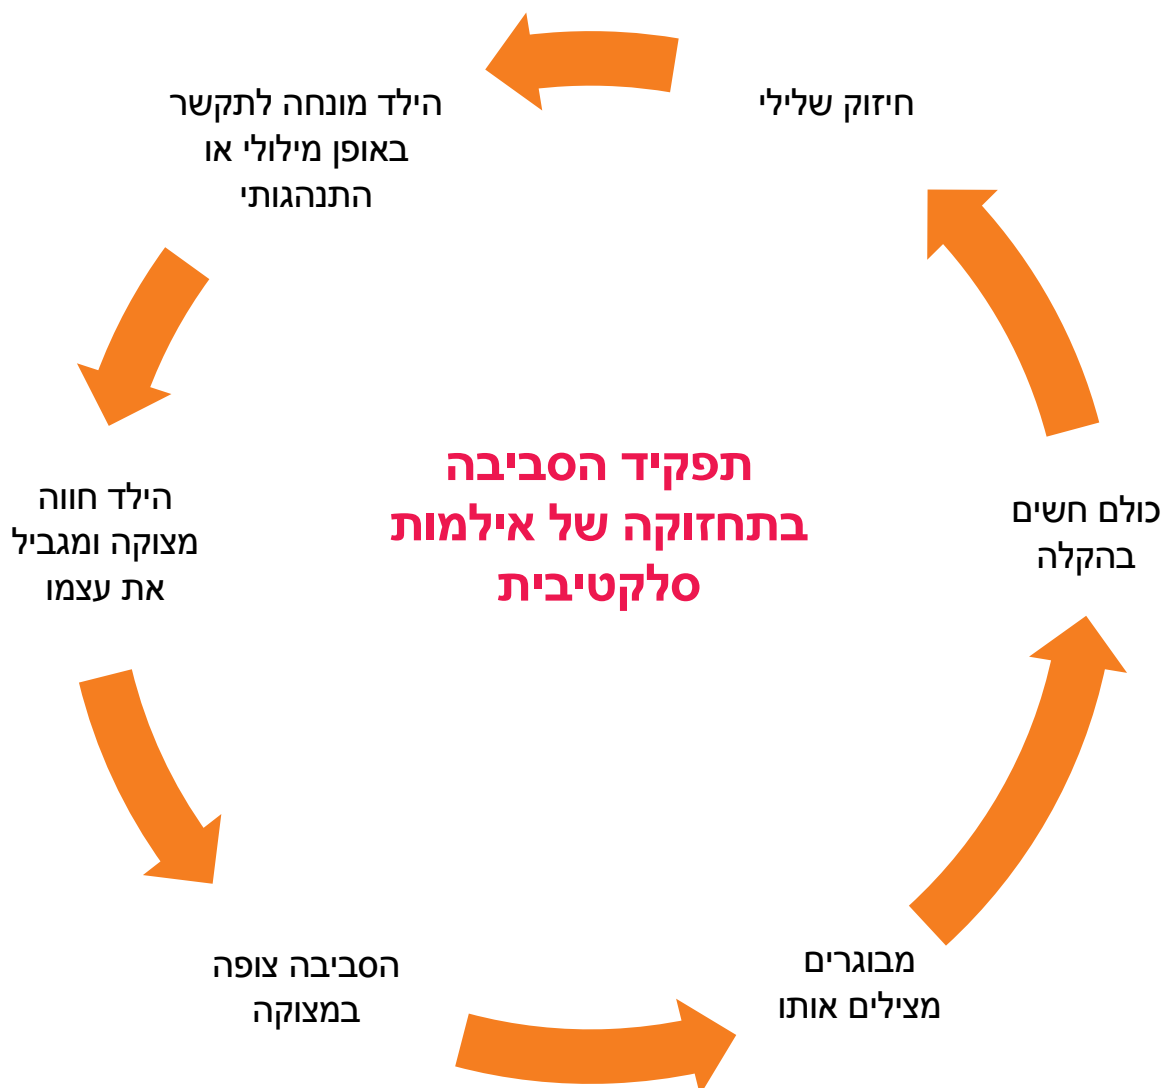 חיזוק שלילי
הילד מונחה לתקשר
באופן מילולי או
התנהגותי
הילד חווה
מצוקה ומגביל
את עצמו
הסביבה צופה
במצוקה
מבוגרים
מצילים אותו
כולם חשים
בהקלה
תפקיד הסביבה
בתחזוקה של אילמות
סלקטיבית